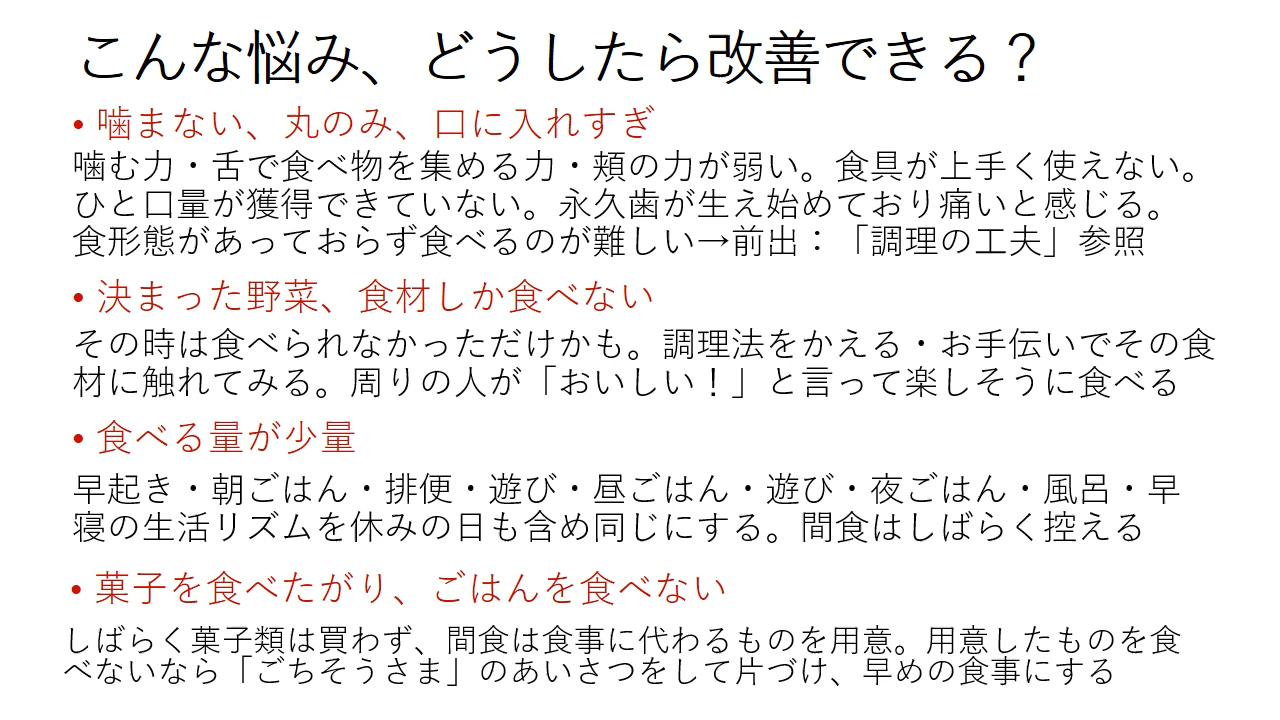 こんな悩み、どうしたら改善できる？
• 噛まない、丸のみ、口に入れすぎ
噛む力・舌で食べ物を集める力・頬の力が弱い。食具が上手く使えない。
ひと口量が獲得できていない。永久歯が生え始めており痛いと感じる。
食形態があっておらず食べるのが難しい→前出：「調理の工夫」参照
• 決まった野菜、食材しか食べない
その時は食べられなかっただけかも。調理法をかえる・お手伝いでその食
材に触れてみる。周りの人が「おいしい！」と言って楽しそうに食べる
• 食べる量が少量
早起き・朝ごはん・排便・遊び・昼ごはん・遊び・夜ごはん・風呂・早
寝の生活リズムを休みの日も含め同じにする。間食はしばらく控える
• 菓子を食べたがり、ごはんを食べない
しばらく菓子類は買わず、間食は食事に代わるものを用意。用意したものを食
べないなら「ごちそうさま」のあいさつをして片づけ、早めの食事にする